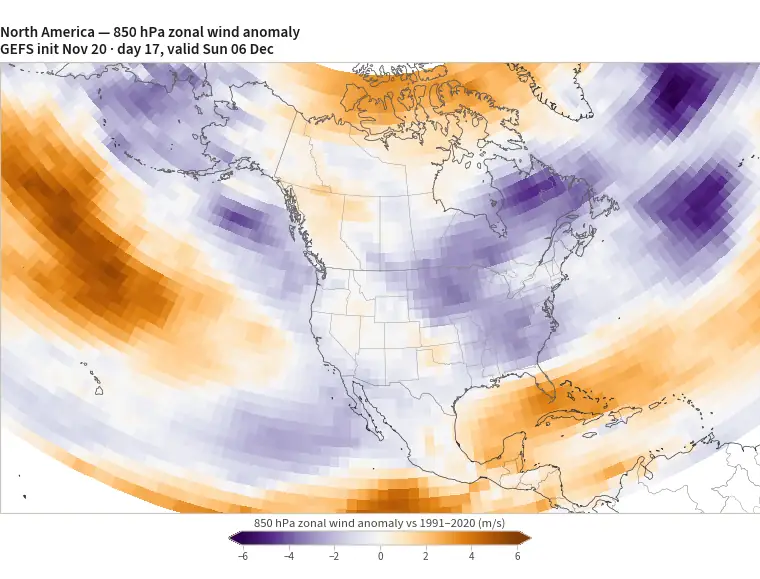 North America — 850 hPa zonal wind anomaly
GEFS init Nov 20 · day 17, valid Sun 06 Dec
850 hPa zonal wind anomaly vs 1991–2020 (m/s)
−6 −4 −2 0 2 4 6